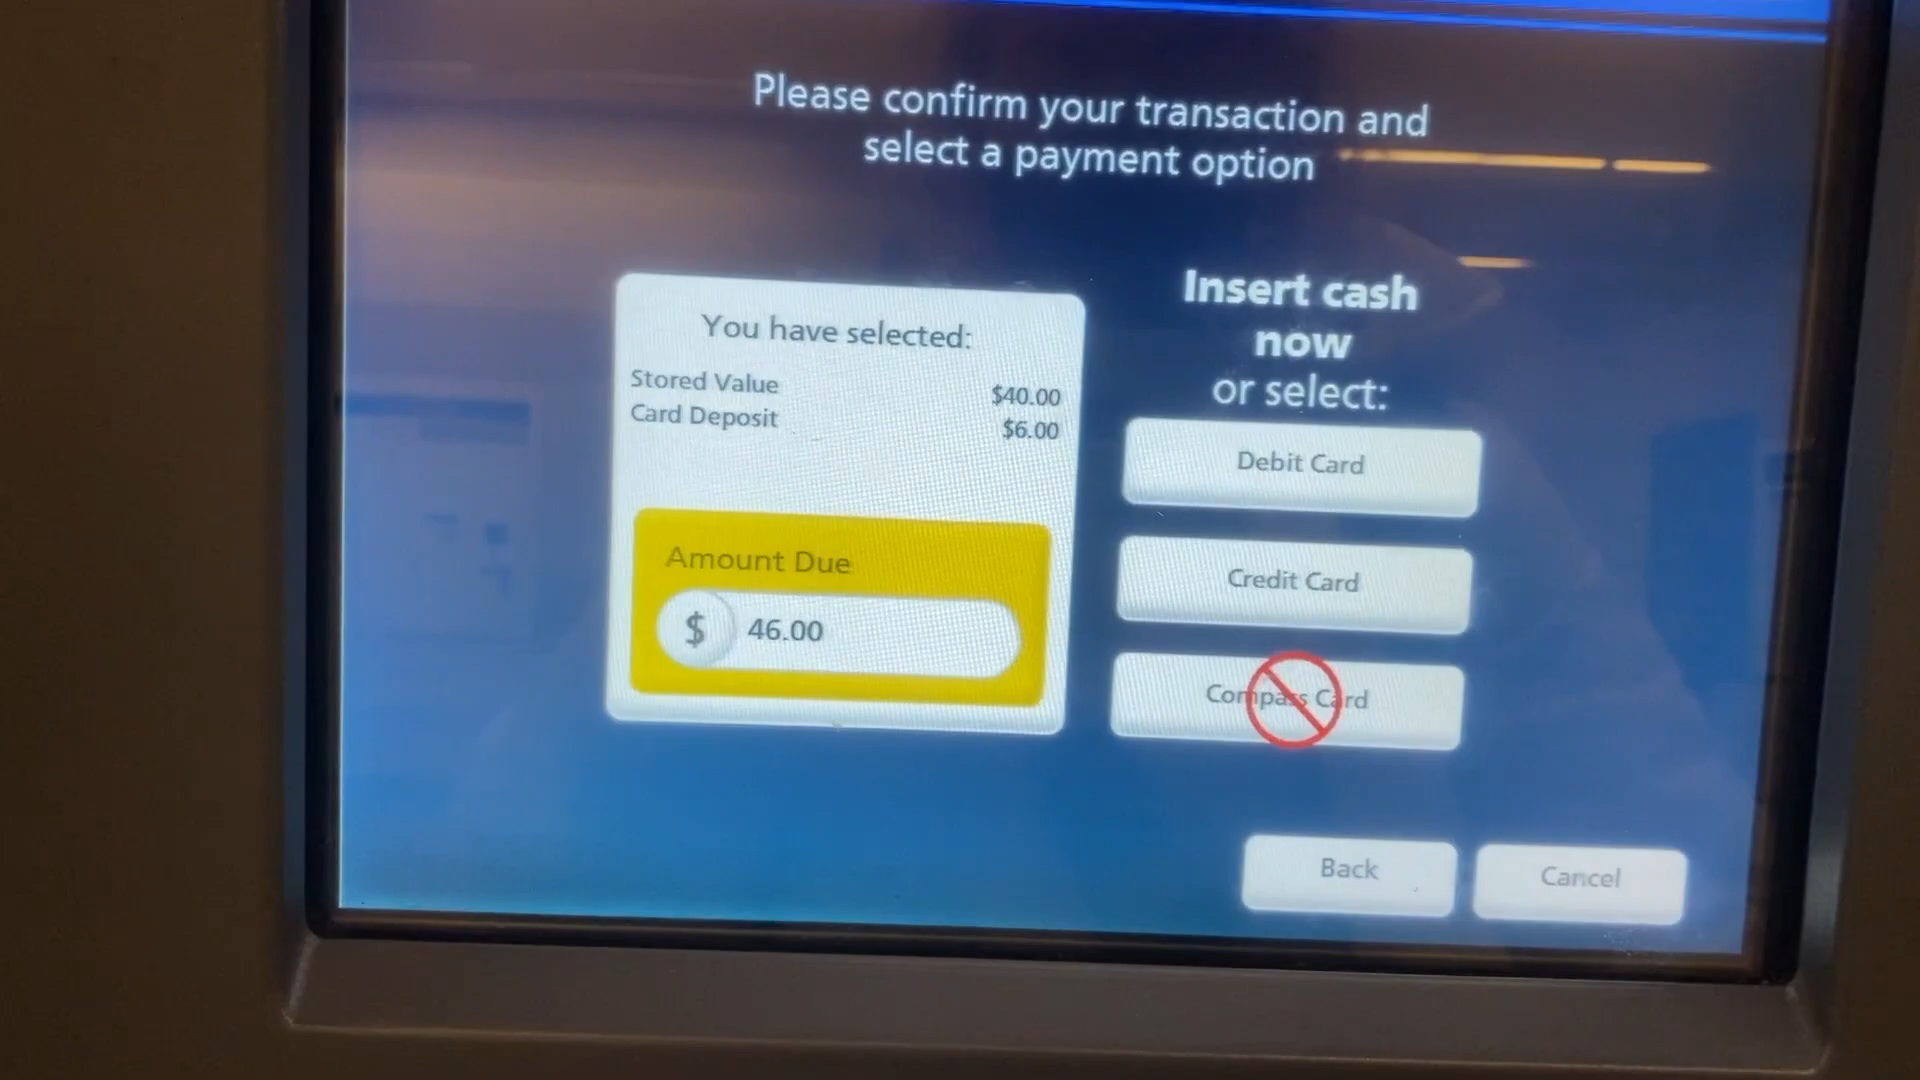 Please confirm your transaction and
select a payment option
You have selected:
Stored Value $40.00
Card Deposit $6.00
Amount Due
$ 46.00
Insert cash
now
or select:
Debit Card
Credit Card
Compass Card
Back
Cancel